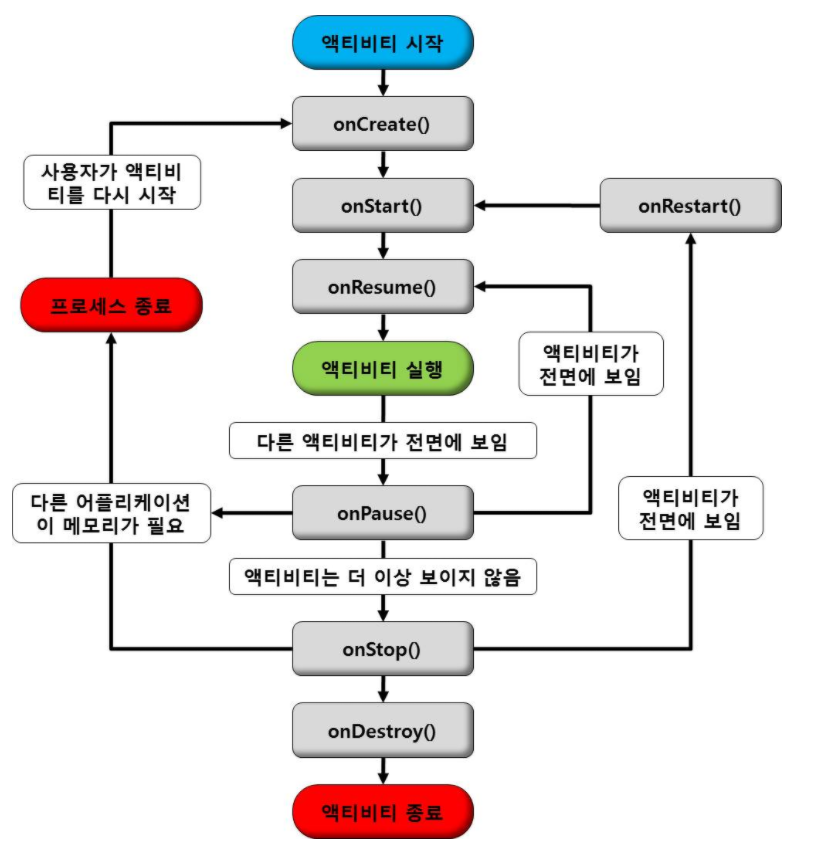 액티비티 시작
onCreate()
사용자가 액티비
티를 다시 시작
onStart()
onRestart()
onResume()
프로세스 종료
액티비티 실행
액티비티가
전면에 보임
다른 액티비티가 전면에 보임
다른 어플리케이션
이 메모리가 필요
onPause()
액티비티가
전면에 보임
액티비티는 더 이상 보이지 않음
onStop()
onDestroy()
액티비티 종료